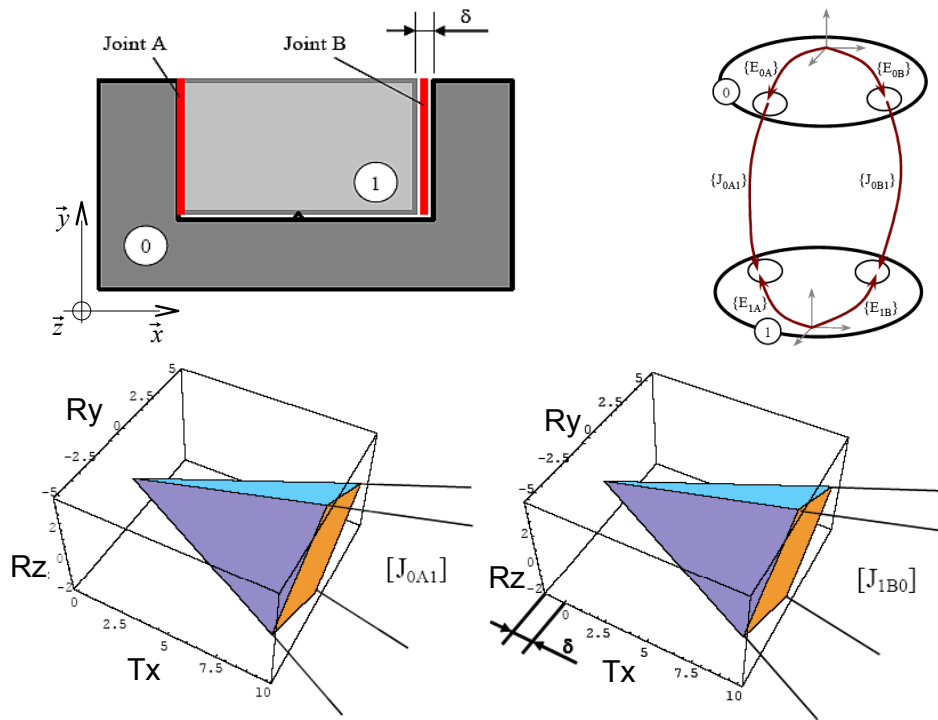 Joint A
Joint B
δ
1
0
y
z
x
{E0A}
{E0B}
0
{J0A1}
{J0B1}
{E1A}
{E1B}
1
5
Ry
2.5
0
-2.5
-5
2
0
Rz
-2
0
2.5
5
7.5
10
Tx
[J0A1]
5
Ry
2.5
0
-2.5
-5
2
0
Rz
-2
0
2.5
5
7.5
10
δ
Tx
[J1B0]